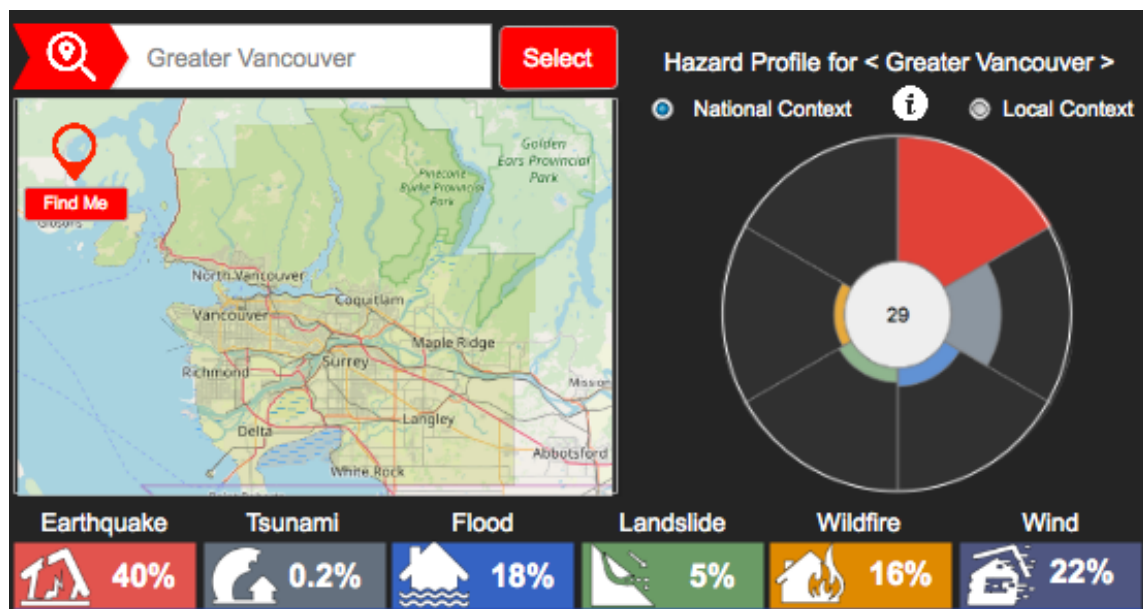 Greater Vancouver
Select
Hazard Profile for < Greater Vancouver >
National Context
i
Local Context
Find Me
Golden
Ears Provincial
Park
Pinecone
Burke Provincial
Park
North Vancouver
Vancouver
Coquitlam
Maple Ridge
Richmond
Surrey
Mission
Delta
Langley
Abbotsford
White Rock
29
Earthquake
Tsunami
Flood
Landslide
Wildfire
Wind
40%
0.2%
18%
5%
16%
22%